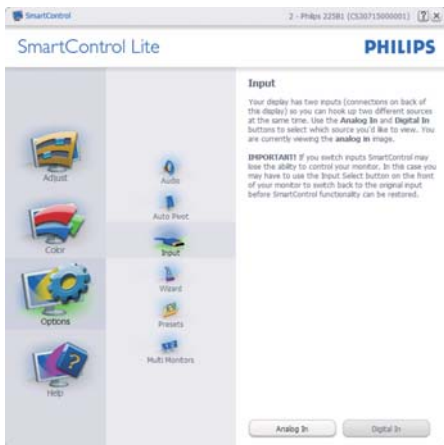 SmartControl
2 - Philips 225B1 (CS30715000001)
SmartControl Lite
PHILIPS
Adjust
Color
Options
Help
Audio
Auto Pivot
Input
Wizard
Presets
Multi Monitors
Input
Your display has two inputs (connections on back of
the display) so you can hook up two different sources
at the same time. Use the Analog In and Digital In
buttons to select which source you'd like to view. You
are currently viewing the analog in image.
IMPORTANT! If you switch inputs SmartControl may
lose the ability to control your monitor. In this case you
may have to use the Input Select button on the front
of your monitor to switch back to the original input
before SmartControl functionality can be restored.
Analog In
Digital In